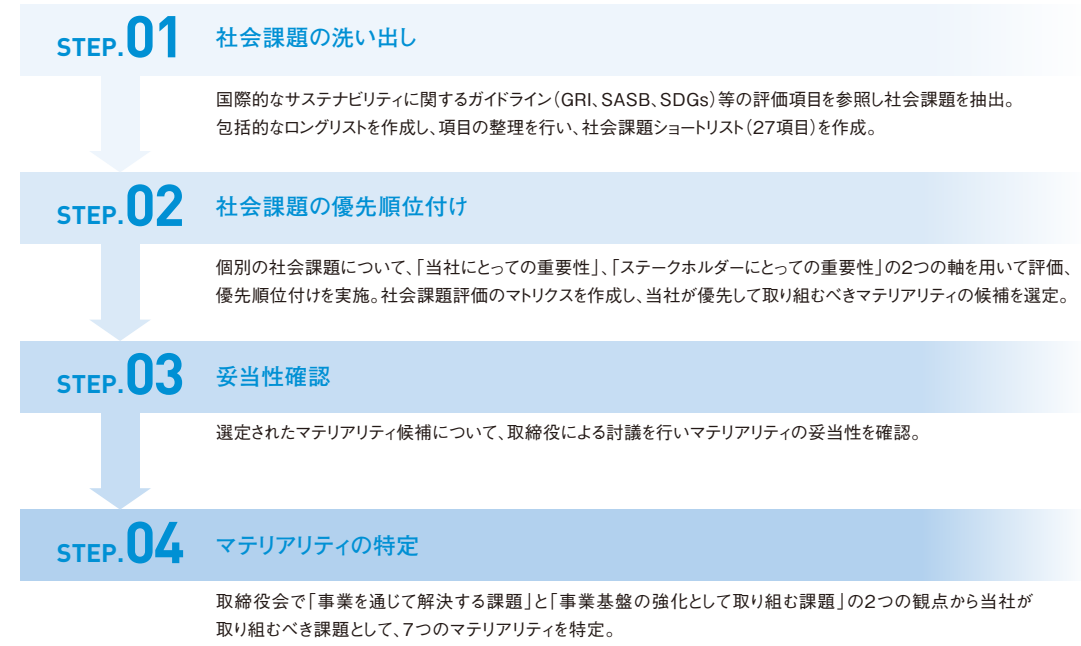 STEP.01 社会課題の洗い出し
国際的なサステナビリティに関するガイドライン（GRI、SASB、SDGs）等の評価項目を参照し社会課題を抽出。
包括的なロングリストを作成し、項目の整理を行い、社会課題ショートリスト（27項目）を作成。
STEP.02 社会課題の優先順位付け
個別の社会課題について、「当社にとっての重要性」、「ステークホルダーにとっての重要性」の2つの軸を用いて評価、
優先順位付けを実施。社会課題評価のマトリクスを作成し、当社が優先して取り組むべきマテリアリティの候補を選定。
STEP.03 妥当性確認
選定されたマテリアリティ候補について、取締役による討議を行いマテリアリティの妥当性を確認。
STEP.04 マテリアリティの特定
取締役会で「事業を通じて解決する課題」と「事業基盤の強化として取り組む課題」の2つの観点から当社が
取り組むべき課題として、7つのマテリアリティを特定。